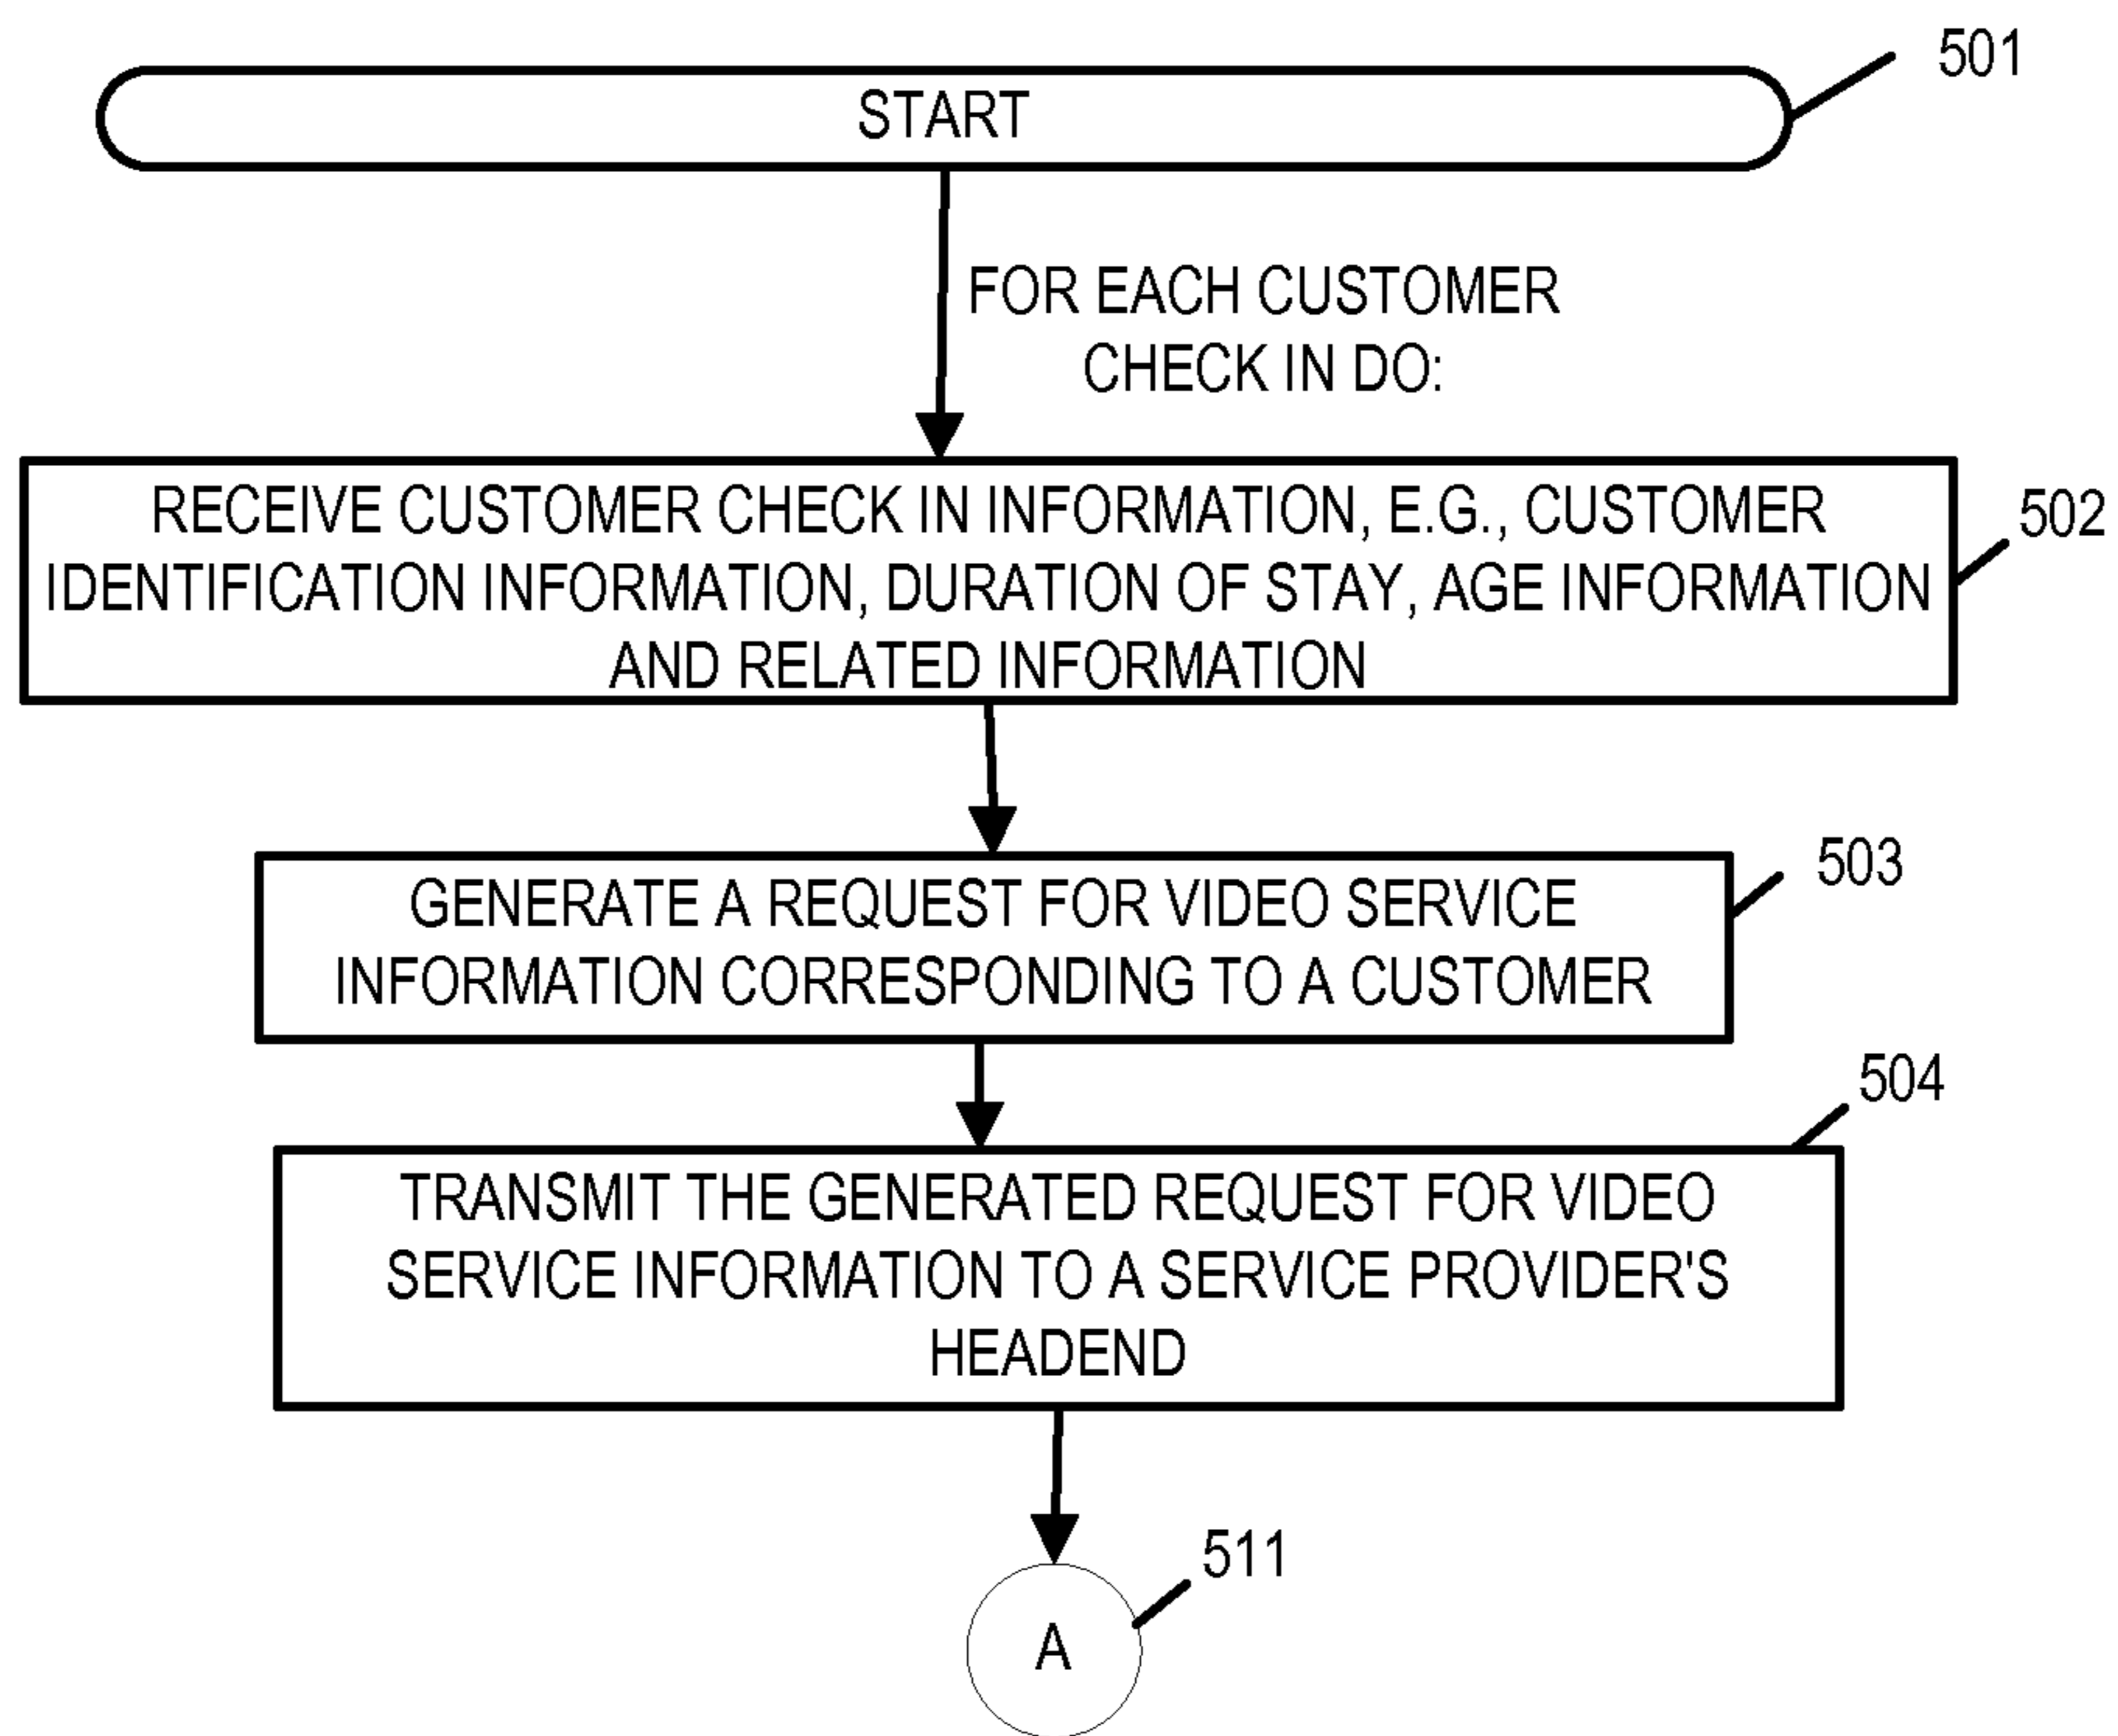 501
START
FOR EACH CUSTOMER
CHECK IN DO:
RECEIVE CUSTOMER CHECK IN INFORMATION, E.G., CUSTOMER
IDENTIFICATION INFORMATION, DURATION OF STAY, AGE INFORMATION
AND RELATED INFORMATION
502
GENERATE A REQUEST FOR VIDEO SERVICE
INFORMATION CORRESPONDING TO A CUSTOMER
503
504
TRANSMIT THE GENERATED REQUEST FOR VIDEO
SERVICE INFORMATION TO A SERVICE PROVIDER'S
HEADEND
511
A